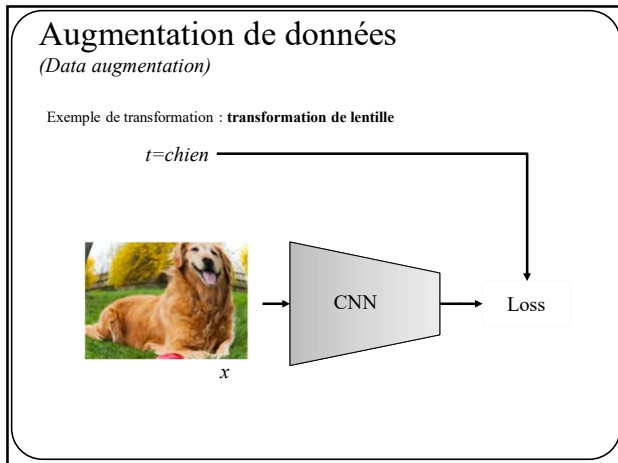 Augmentation de données
(Data augmentation)
Exemple de transformation : transformation de lentille
t=chien
CNN
Loss
x